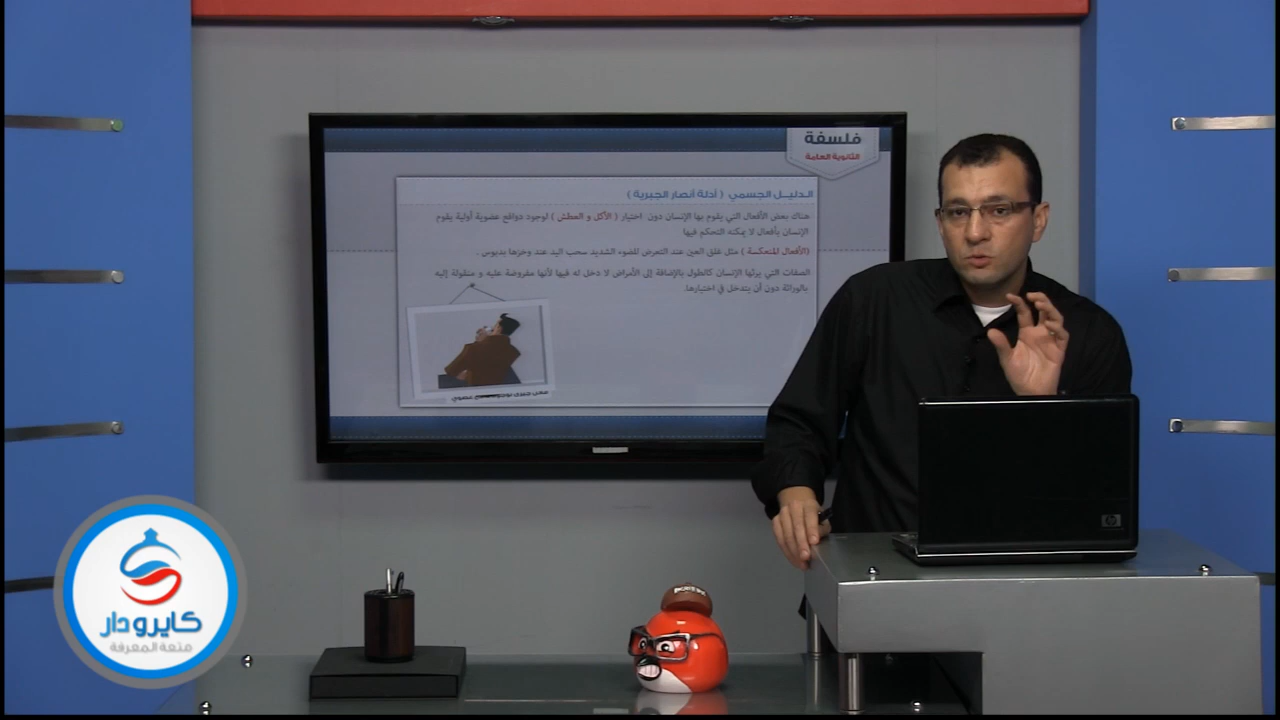 فلسفة
الثانوية العامة
الدليل الجسمي ( أدلة أنصار الجبرية )
هناك بعض الأفعال التي يقوم بها الإنسان دون اختيار ( الأكل و العطش ) لوجود دوافع عضوية أولية يقوم
الإنسان بأفعال لا يمكنه التحكم فيها
(الأفعال المنعكسة ) مثل غلق العين عند التعرض للضوء الشديد سحب اليد عند وخزها بدبوس .
الصفات التي يرثها الإنسان كالطول بالإضافة إلى الأمراض لا دخل له فيها لأنها مفروضة عليه و منقولة إليه
بالوراثة دون أن يتدخل في اختيارها.
عضوي
كايرودار
متعة المعرفة
hp